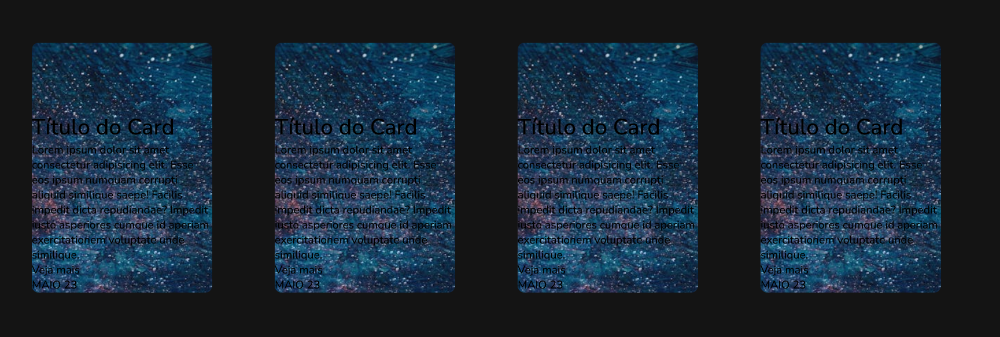 Título do Card
Lorem ipsum dolor sit amet
consectetur adipisicing elit. Esse
eos ipsum numquam corrupti
aliquid similique saepe! Facilis
impedit dicta repudiandae? Impedit
iusto asperiores cumque id aperiam
exercitationem voluptate unde
similique.
Veja mais
MAIO 23
Título do Card
Lorem ipsum dolor sit amet
consectetur adipisicing elit. Esse
eos ipsum numquam corrupti
aliquid similique saepe! Facilis
impedit dicta repudiandae? Impedit
iusto asperiores cumque id aperiam
exercitationem voluptate unde
similique.
Veja mais
MAIO 23
Título do Card
Lorem ipsum dolor sit amet
consectetur adipisicing elit. Esse
eos ipsum numquam corrupti
aliquid similique saepe! Facilis
impedit dicta repudiandae? Impedit
iusto asperiores cumque id aperiam
exercitationem voluptate unde
similique.
Veja mais
MAIO 23
Título do Card
Lorem ipsum dolor sit amet
consectetur adipisicing elit. Esse
eos ipsum numquam corrupti
aliquid similique saepe! Facilis
impedit dicta repudiandae? Impedit
iusto asperiores cumque id aperiam
exercitationem voluptate unde
similique.
Veja mais
MAIO 23